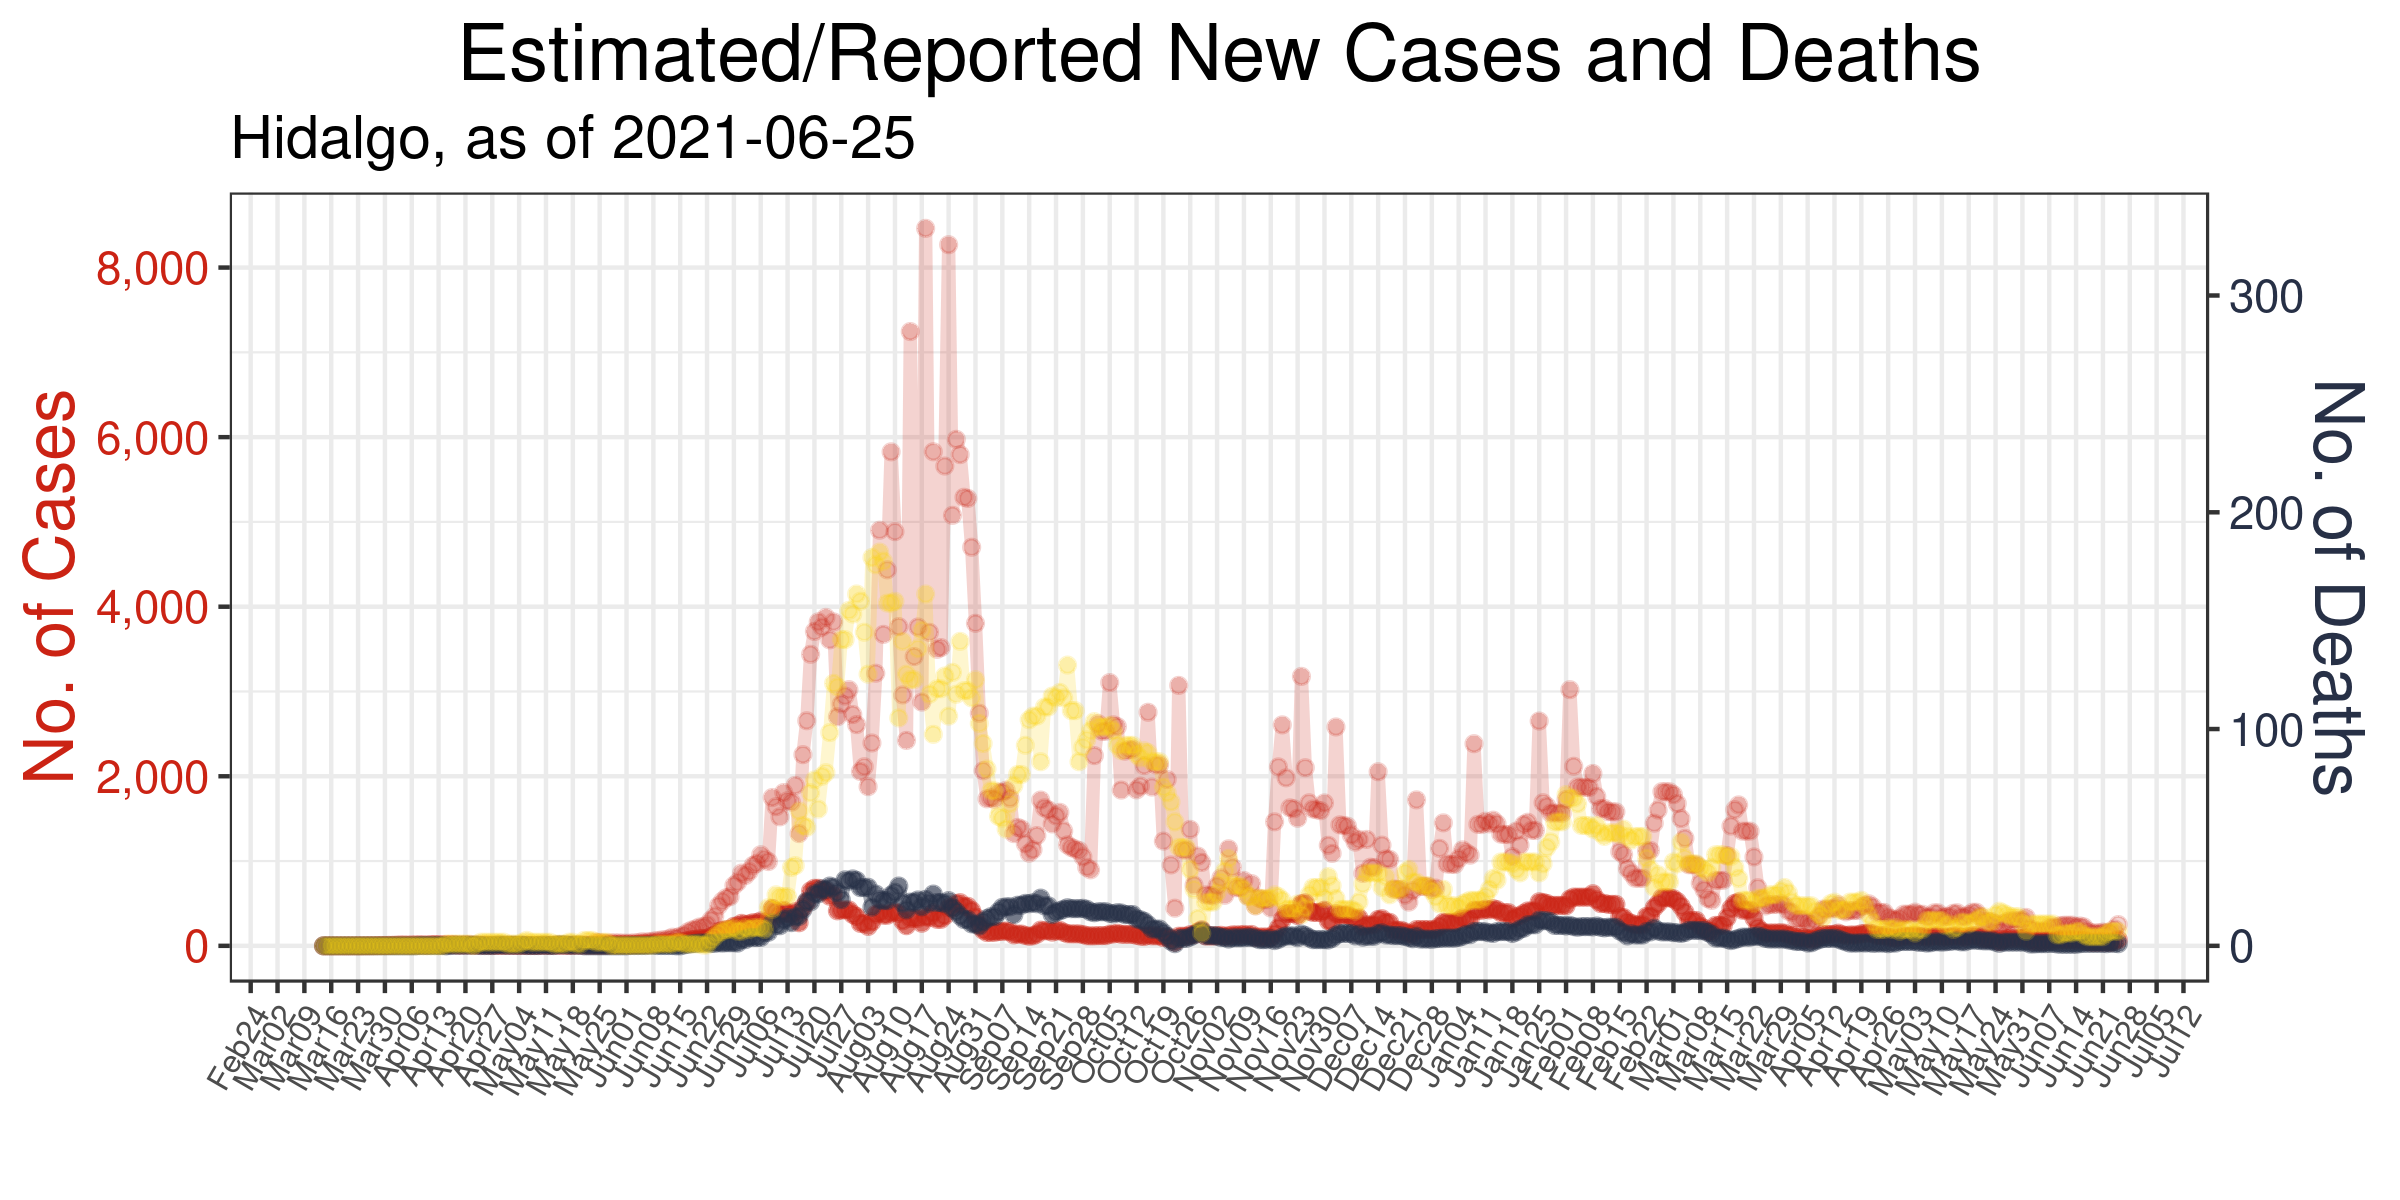 Estimated/Reported New Cases and Deaths
Hidalgo, as of 2021-06-25
No. of Cases
8,000
6,000
4,000
2,000
0
300
200
100
0
No. of Deaths
Feb24
Mar02
Mar09
Mar16
Mar23
Mar30
Apr06
Apr13
Apr20
Apr27
May04
May11
May18
May25
Jun01
Jun08
Jun15
Jun22
Jun29
Jul06
Jul13
Jul20
Jul27
Aug03
Aug10
Aug17
Aug24
Aug31
Sep07
Sep14
Sep21
Sep28
Oct05
Oct12
Oct19
Oct26
Nov02
Nov09
Nov16
Nov23
Nov30
Dec07
Dec14
Dec21
Dec28
Jan04
Jan11
Jan18
Jan25
Feb01
Feb08
Feb15
Feb22
Mar01
Mar08
Mar15
Mar22
Mar29
Apr05
Apr12
Apr19
Apr26
May03
May10
May17
May24
May31
Jun07
Jun14
Jun21
Jun28
Jul05
Jul12